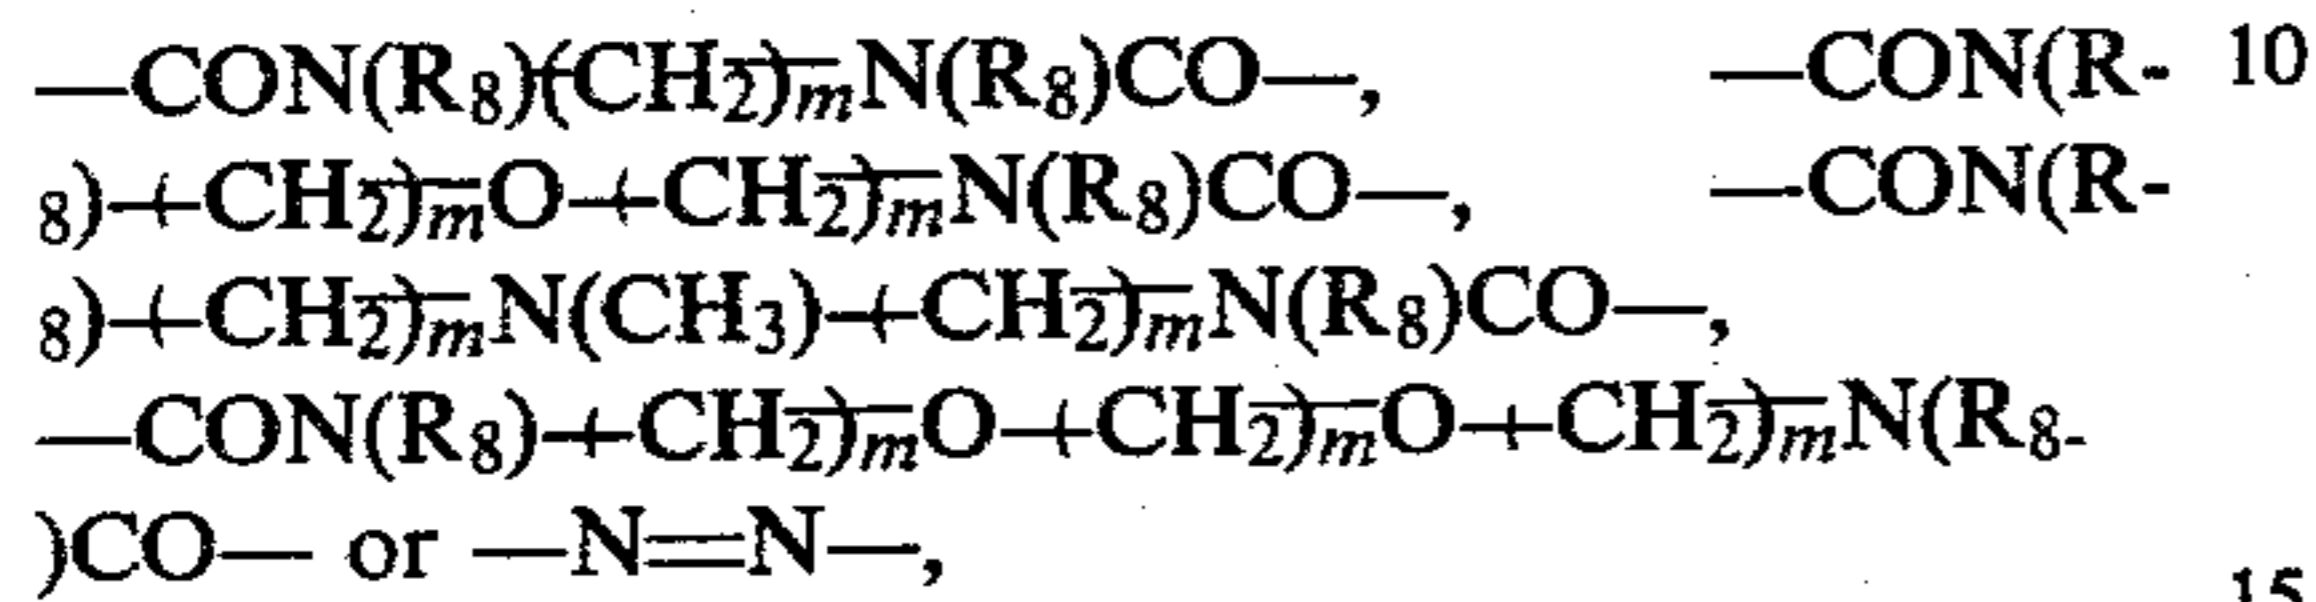 —CON(R₈)(CH₂)ₘN(R₈)CO—, —CON(R- 10
₈)—(CH₂)ₘO—(CH₂)ₘN(R₈)CO—, —CON(R-
₈)—(CH₂)ₘN(CH₃)—(CH₂)ₘN(R₈)CO—,
—CON(R₈)—(CH₂)ₘO—(CH₂)ₘO—(CH₂)ₘN(R₈-
)CO— or —N=N—,
15